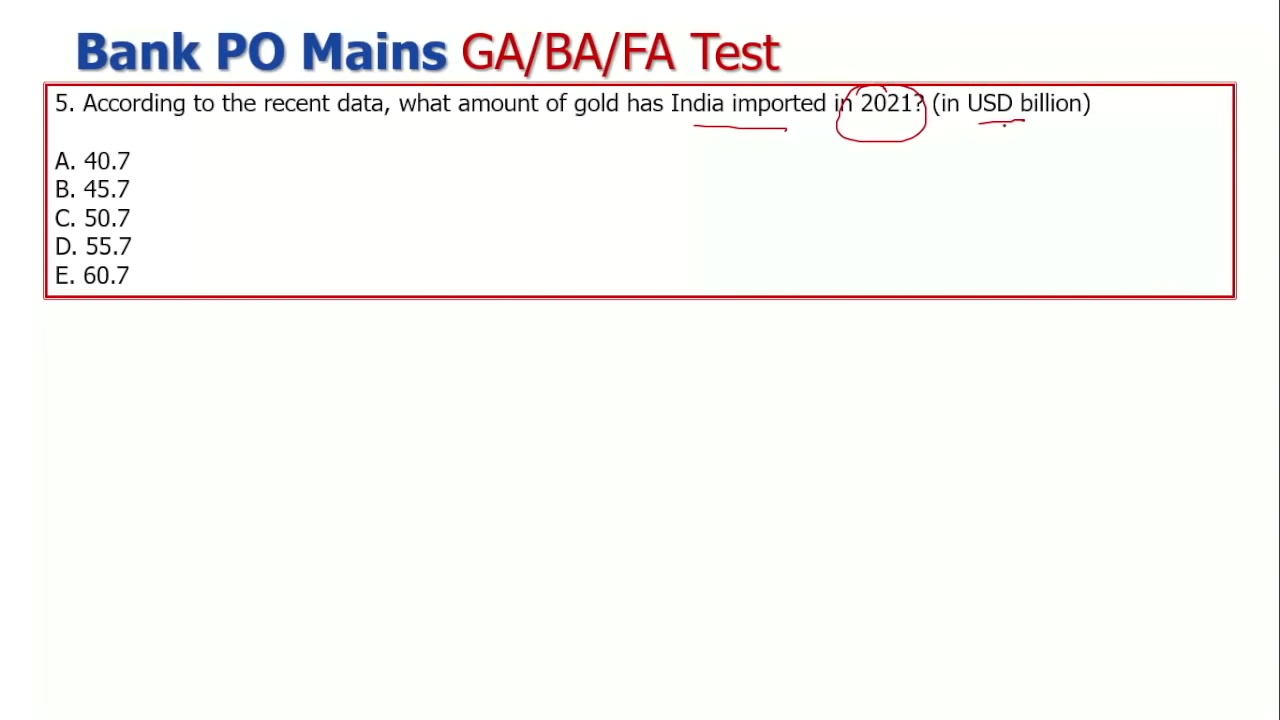 Bank PO Mains GA/BA/FA Test
5. According to the recent data, what amount of gold has India imported in 2021? (in USD billion)
A. 40.7
B. 45.7
C. 50.7
D. 55.7
E. 60.7